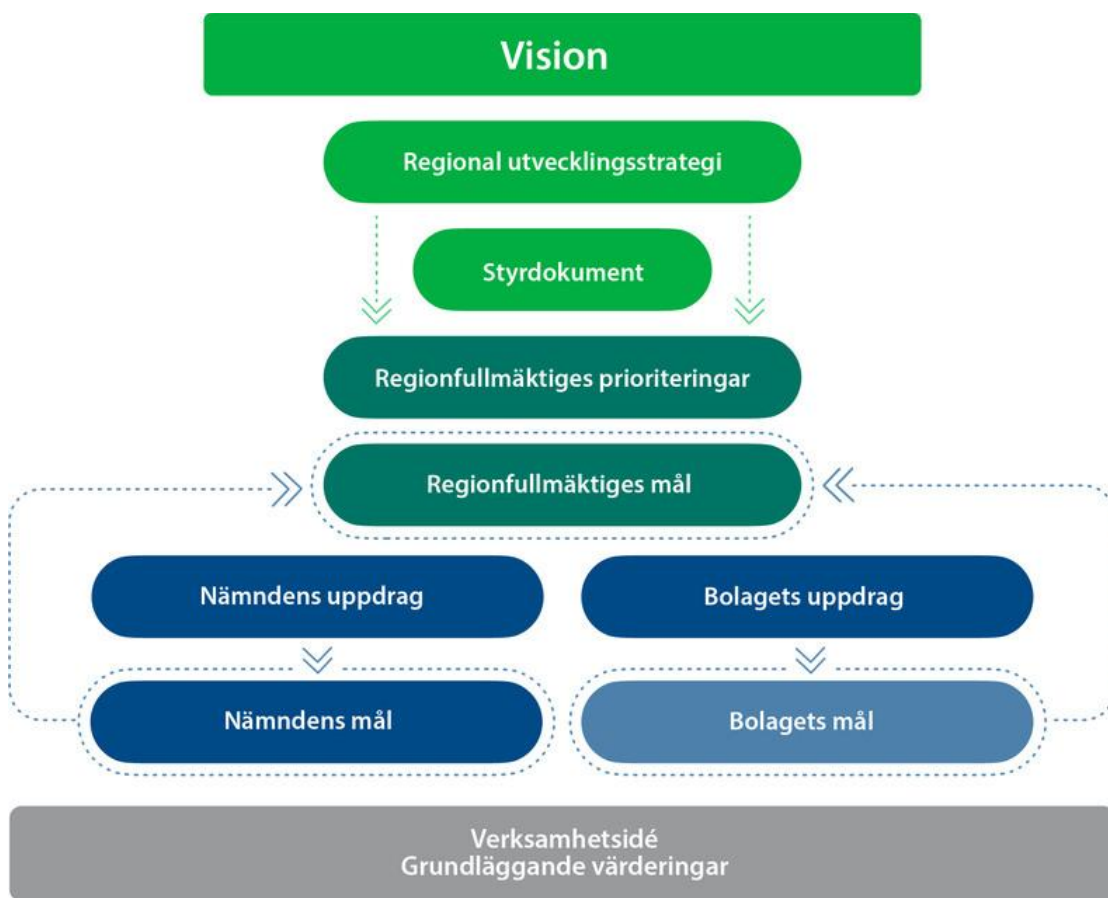 Vision
Regional utvecklingsstrategi
Styrdokument
Regionfullmäktiges prioriteringar
Regionfullmäktiges mål
Nämndens uppdrag
Bolagets uppdrag
Nämndens mål
Bolagets mål
Verksamhetsidé
Grundläggande värderingar